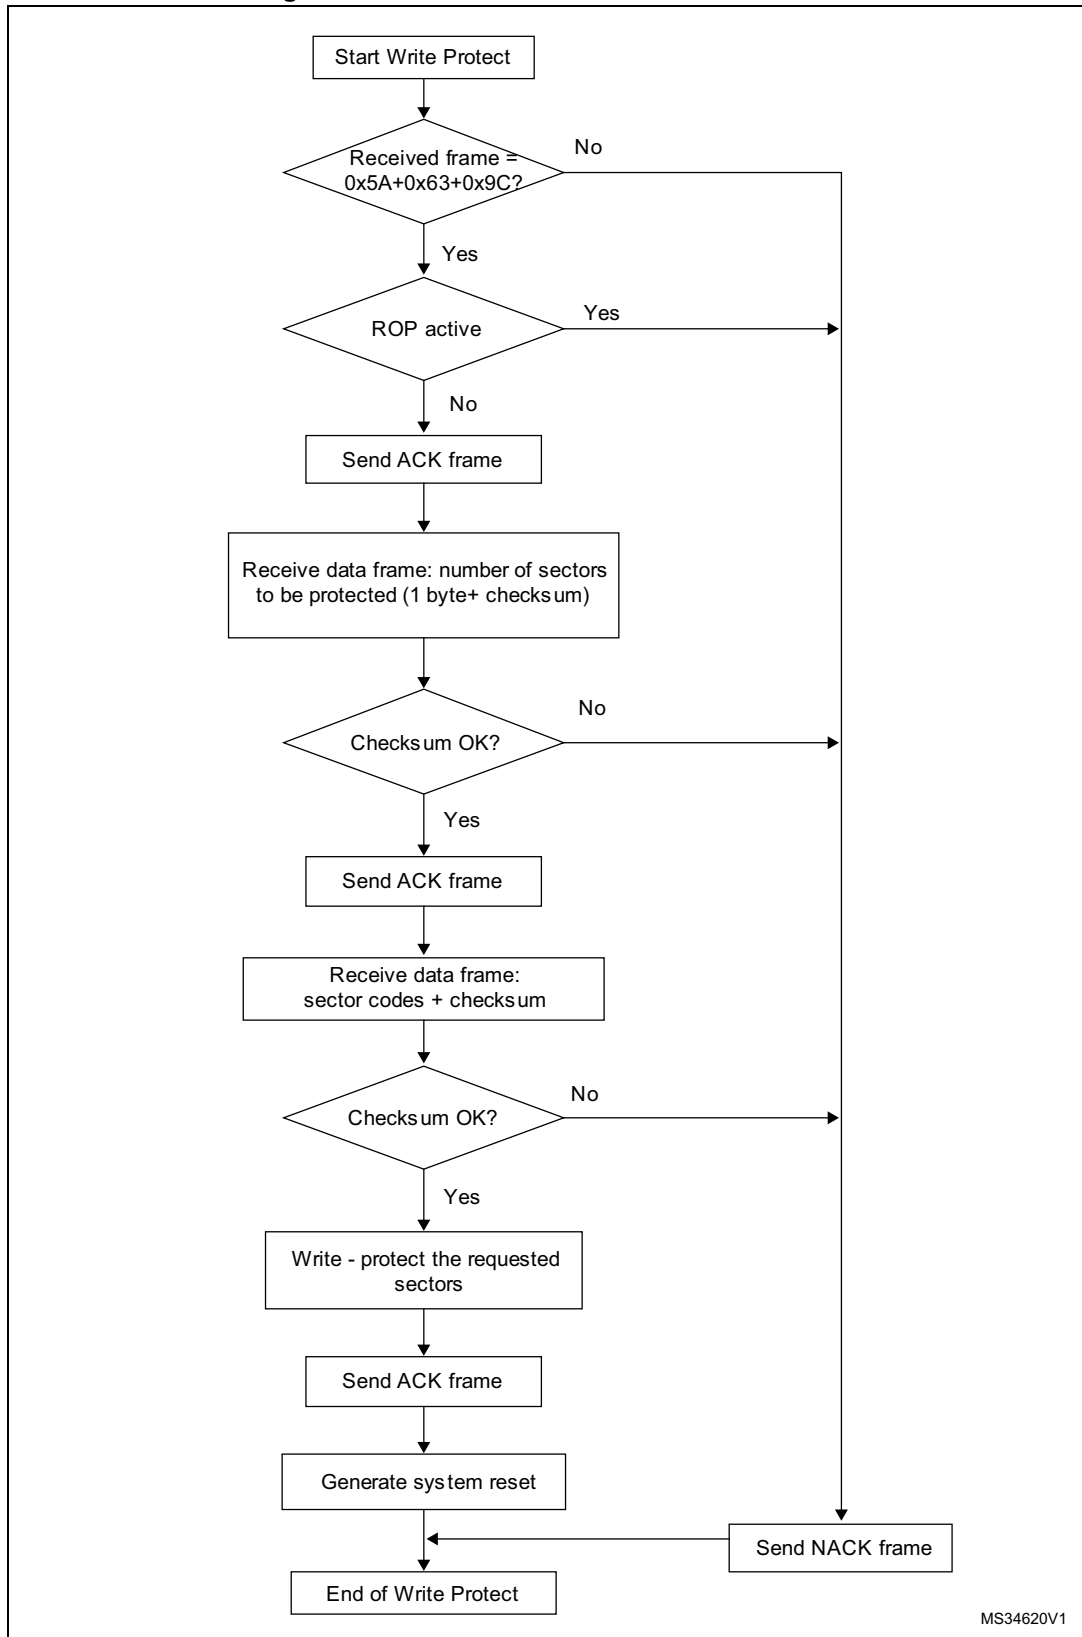 Start Write Protect
Received frame =
0x5A+0x63+0x9C?
No
Yes
ROP active
Yes
No
Send ACK frame
Receive data frame: number of sectors
to be protected (1 byte+ checksum)
Checksum OK?
No
Yes
Send ACK frame
Receive data frame:
sector codes + checksum
Checksum OK?
No
Yes
Write - protect the requested
sectors
Send ACK frame
Generate system reset
Send NACK frame
End of Write Protect
MS34620V1